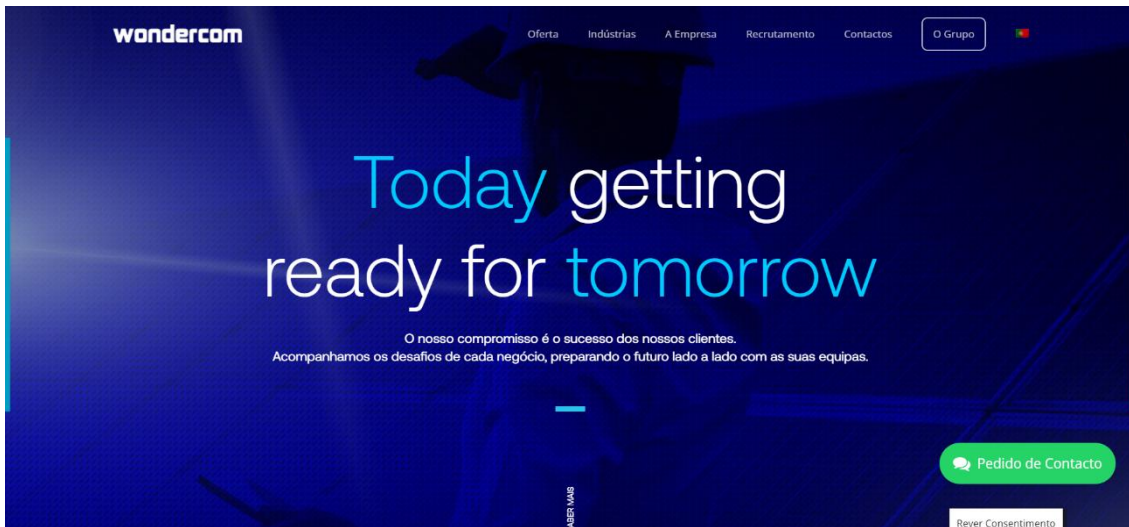 wondercom
Oferta Indústrias A Empresa Recrutamento Contactos O Grupo
Today getting
ready for tomorrow
O nosso compromisso é o sucesso dos nossos clientes.
Acompanhamos os desafios de cada negócio, preparando o futuro lado a lado com as suas equipas.
Pedido de Contacto
MAIS
Rever Consentimento